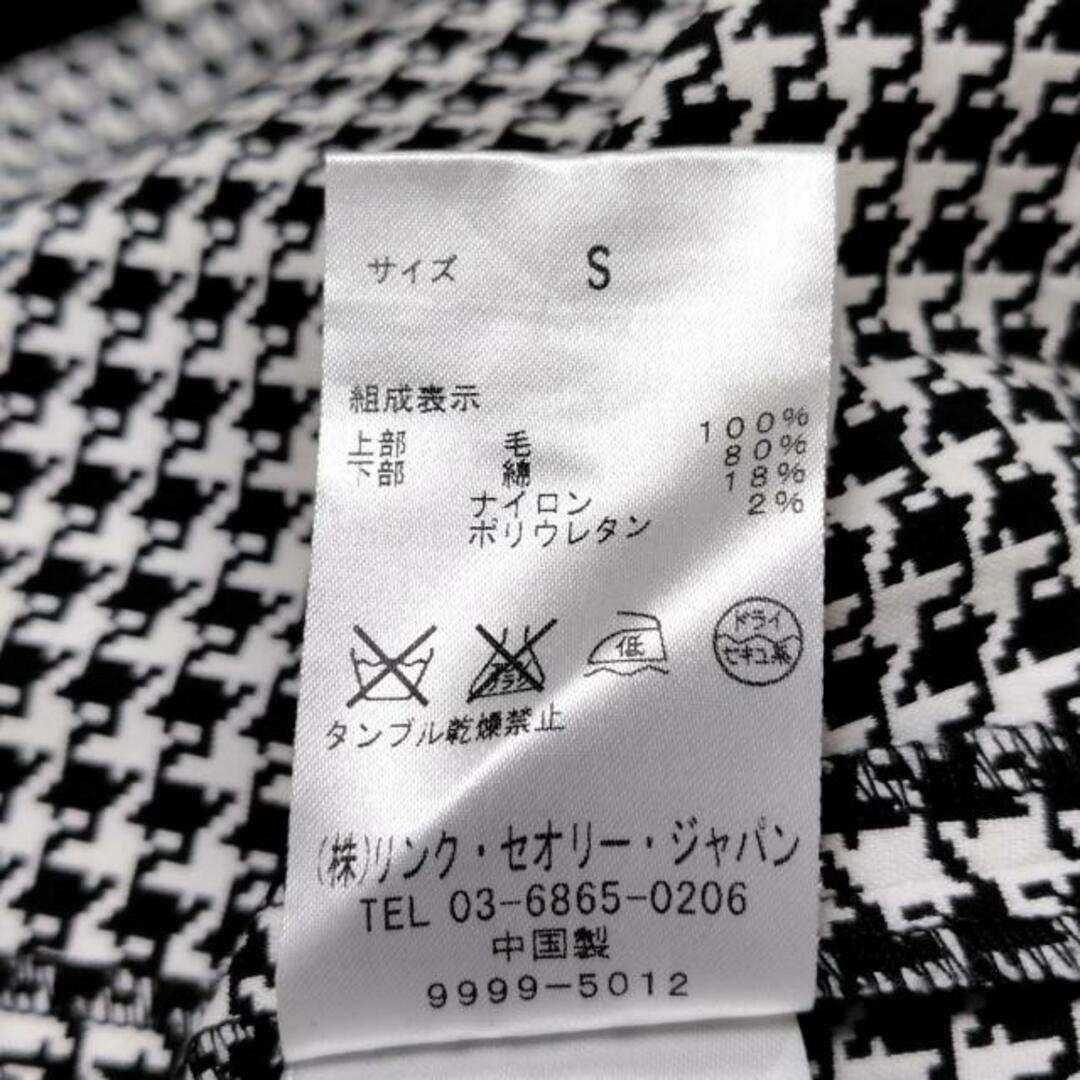 サイズ S
組成表示
上部 毛 100%
下部 綿 80%
ナイロン 18%
ポリウレタン 2%
エンソ
低
ドライ
セキユ系
タンブル乾燥禁止
(株)リンク・セオリー・ジャパン
TEL 03-6865-0206
中国製
9999-5012